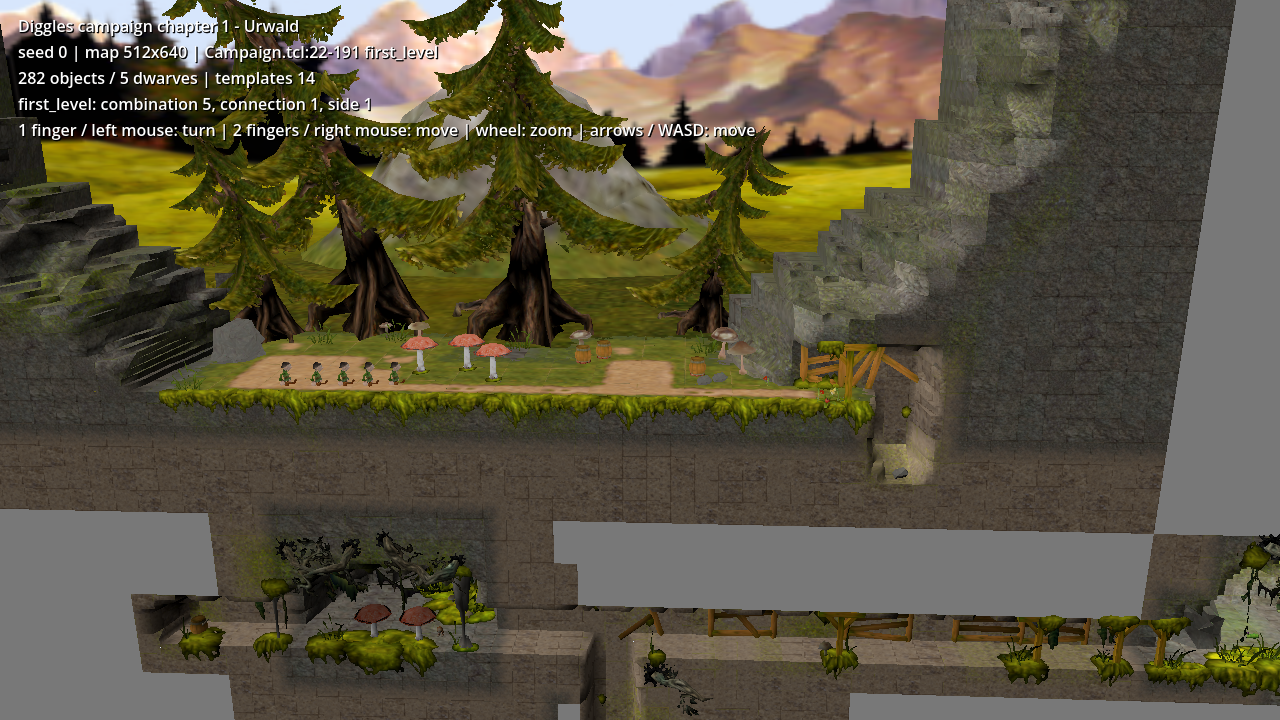 Diggles campaign chapter 1 - Urwald
seed 0 | map 512x640 | Campaign.tcl:22-191 first_level
282 objects / 5 dwarves | templates 14
first_level: combination 5, connection 1, side 1
1 finger / left mouse: turn | 2 fingers / right mouse: move | wheel: zoom | arrows / WASD: move